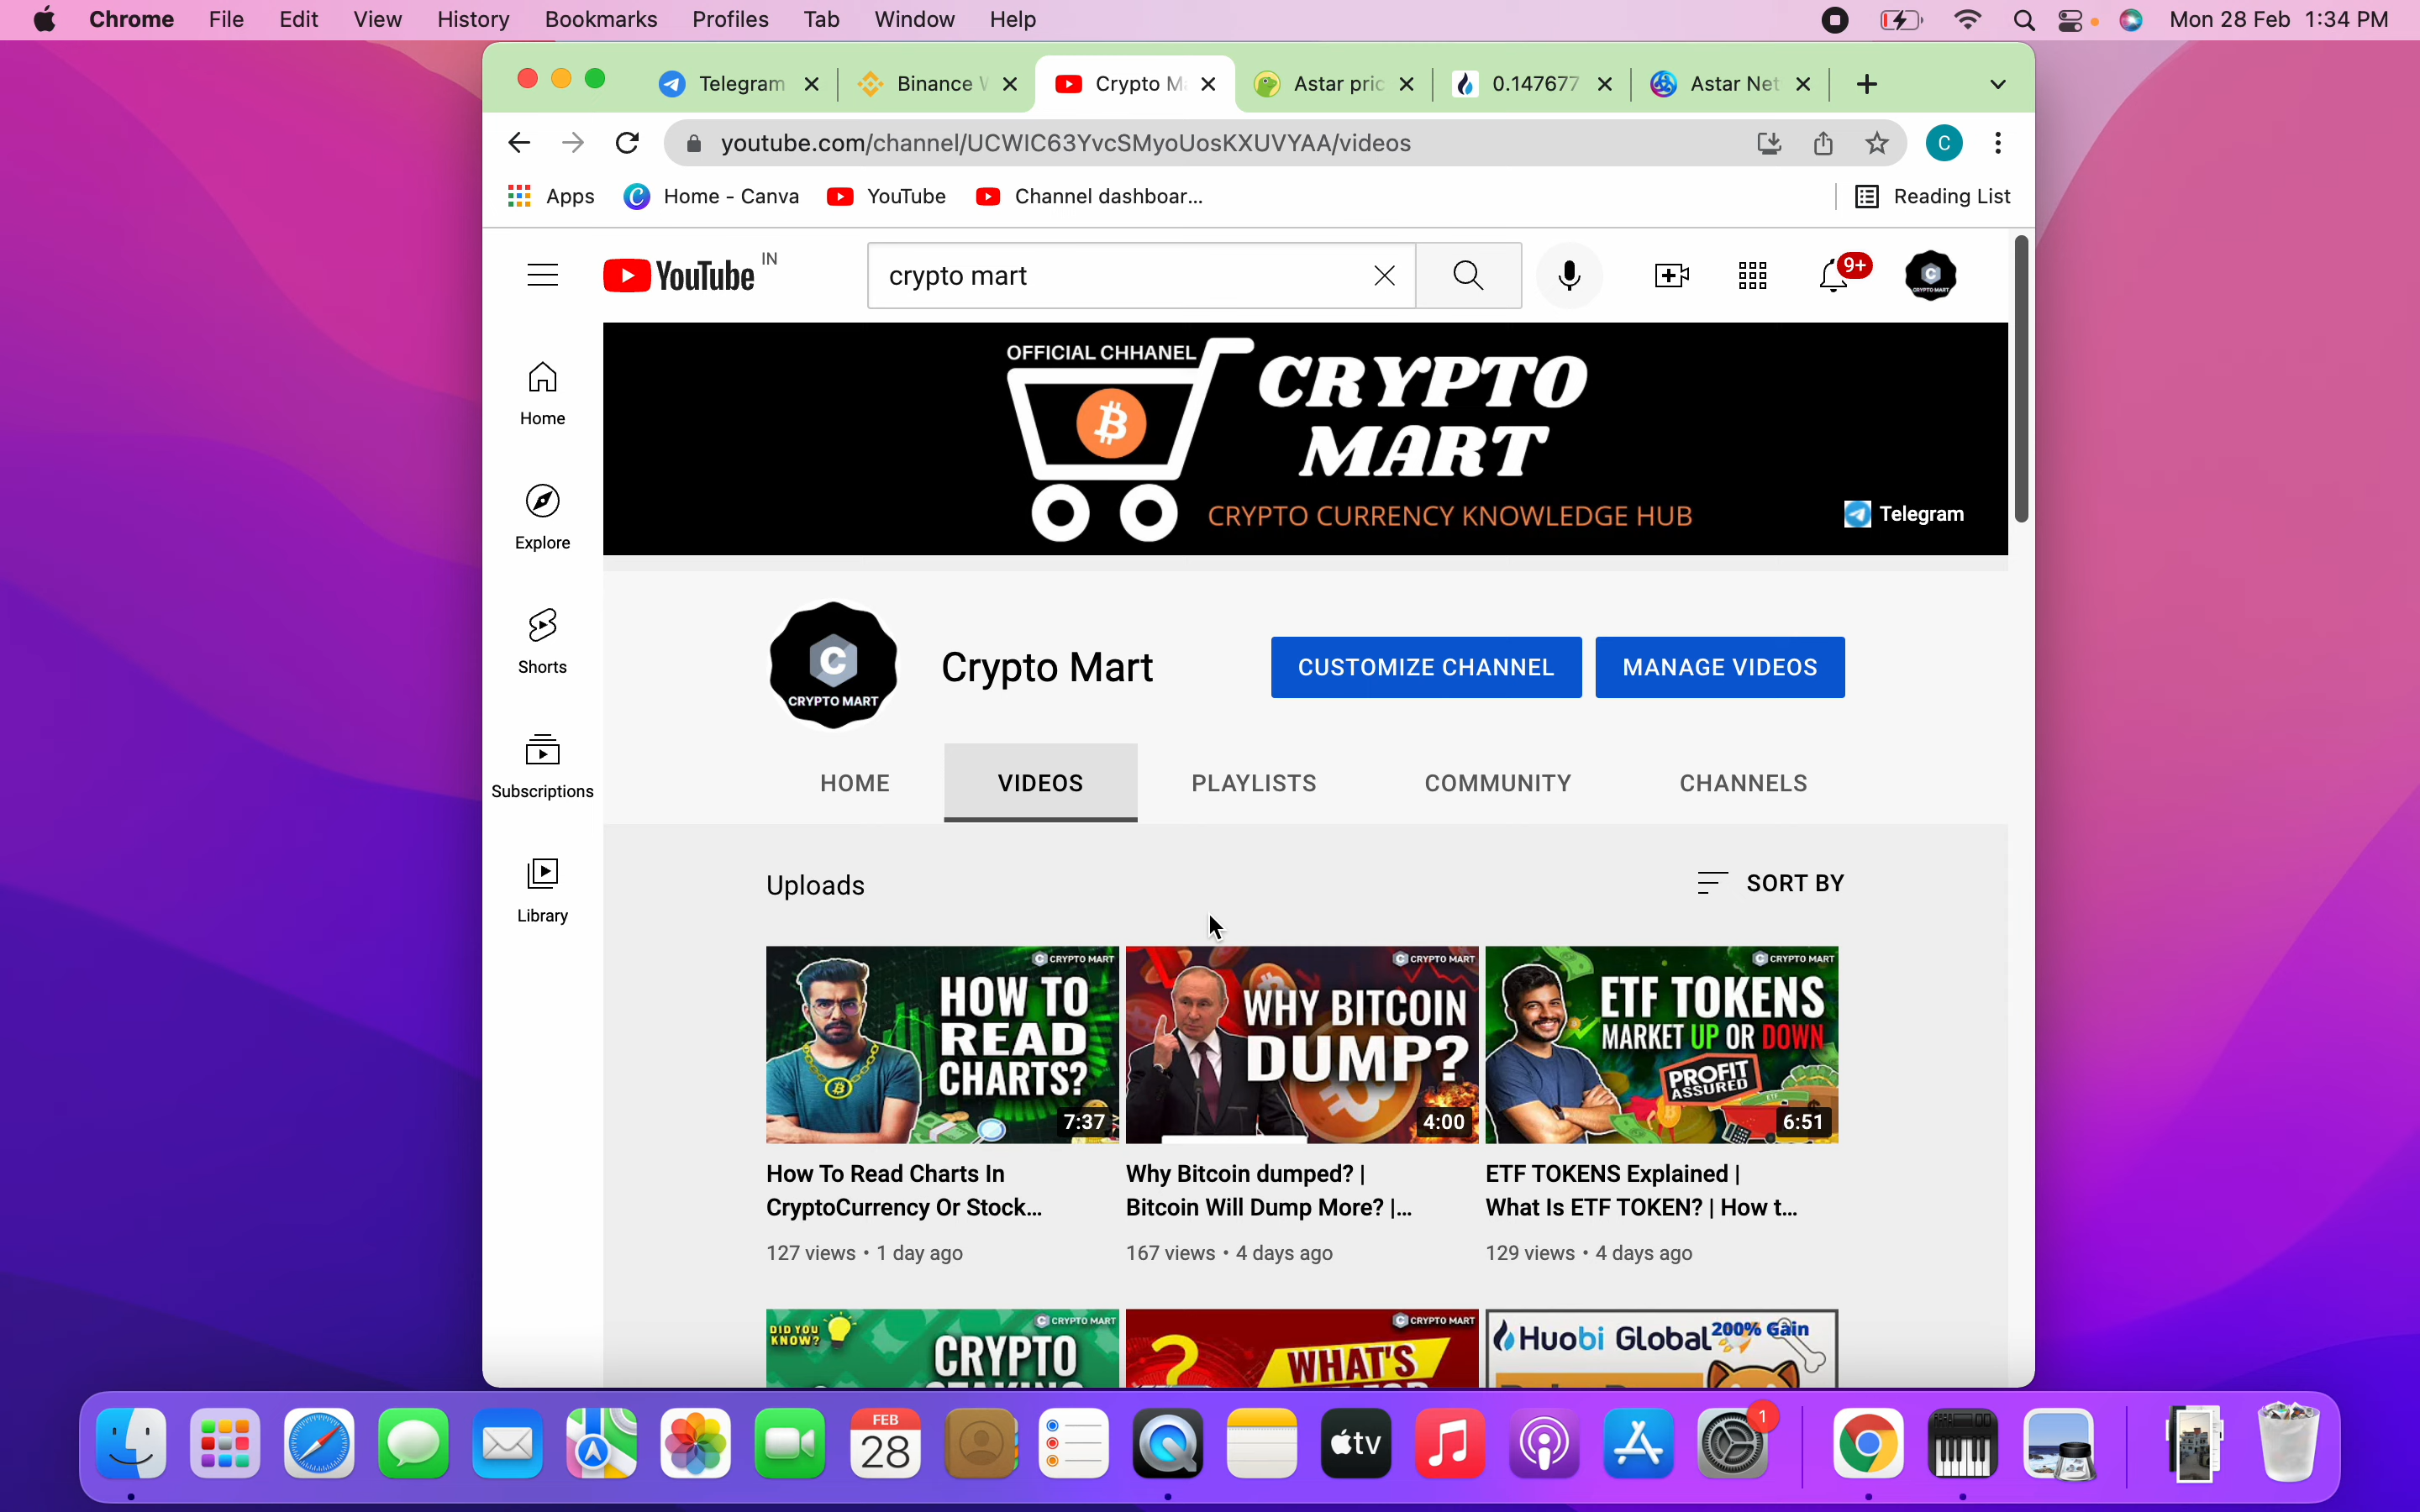 Chrome File Edit View History Bookmarks Profiles Tab Window Help Mon 28 Feb 1:34 PM
Telegram Binance Crypto M Astar pric 0.147677 Astar Net
youtube.com/channel/UCWIC63YvcSMyoUosKXUVYAA/videos C
Apps Home - Canva YouTube Channel dashboar... Reading List
YouTube IN crypto mart 9+
OFFICIAL CHHANEL
CRYPTO
MART
CRYPTO CURRENCY KNOWLEDGE HUB
Telegram
Home
Explore
Shorts
Subscriptions
Library
C
CRYPTO MART
Crypto Mart
CUSTOMIZE CHANNEL MANAGE VIDEOS
HOME VIDEOS PLAYLISTS COMMUNITY CHANNELS
Uploads SORT BY
CRYPTO MART
HOW TO
READ
CHARTS?
7:37
CRYPTO MART
WHY BITCOIN
DUMP?
4:00
CRYPTO MART
ETF TOKENS
MARKET UP OR DOWN
PROFIT
ASSURED
6:51
How To Read Charts In
CryptoCurrency Or Stock...
127 views • 1 day ago
Why Bitcoin dumped? |
Bitcoin Will Dump More? |...
167 views • 4 days ago
ETF TOKENS Explained |
What Is ETF TOKEN? | How t...
129 views • 4 days ago
DID YOU
KNOW?
CRYPTO MART
CRYPTO
CRYPTO MART
WHAT'S
Huobi Global 200% Gain
FEB
28
tv
1